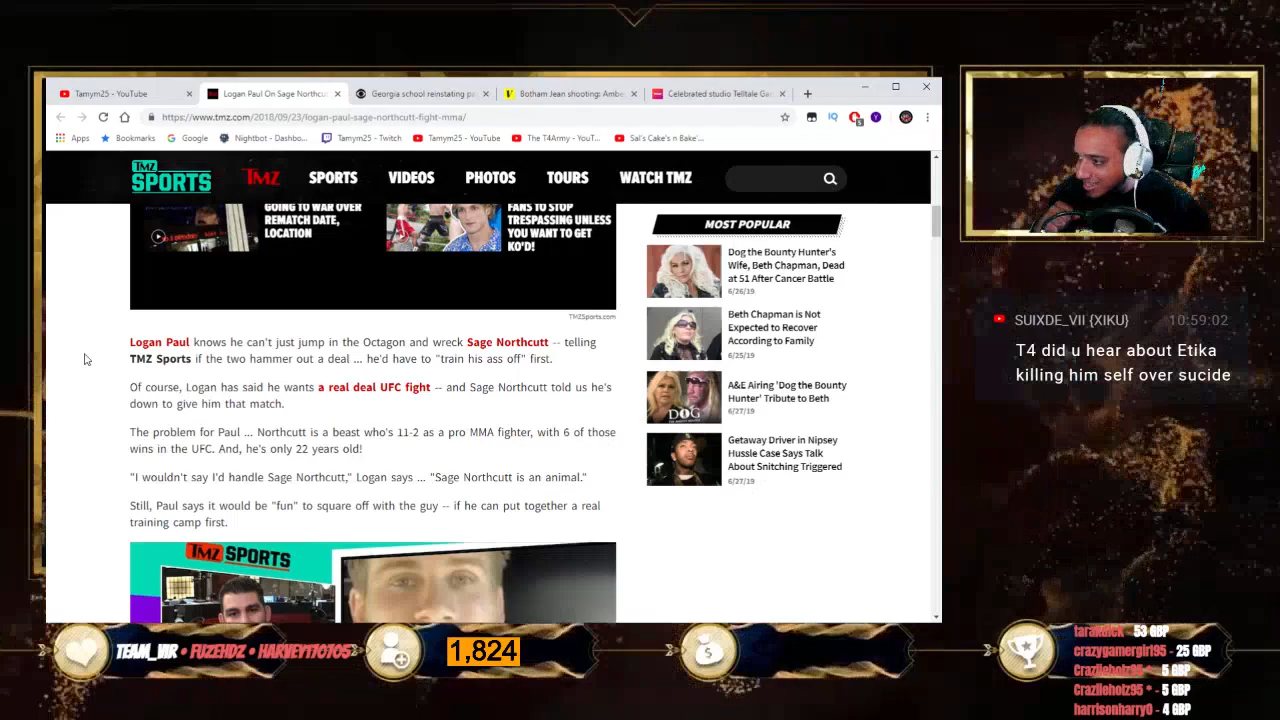 Tamym25 - YouTube
Logan Paul On Sage Northcut
Georgia school reinstating pa
Botham Jean shooting: Ambe
Celebrated studio Telltale Ga
https://www.tmz.com/2018/09/23/logan-paul-sage-northcutt-fight-mma/
Apps
Bookmarks
Google
Nightbot - Dashbo...
Tamym25 - Twitch
Tamym25 - YouTube
The T4Army - YouT...
Sal's Cake's n Bake'...
TMZ
SPORTS
TMZ
SPORTS
VIDEOS
PHOTOS
TOURS
WATCH TMZ
GOING TO WAR OVER
REMATCH DATE,
LOCATION
FANS TO STOP
TRESPASSING UNLESS
YOU WANT TO GET
KO'D!
TMZSports.com
Logan Paul knows he can't just jump in the Octagon and wreck Sage Northcutt -- telling
TMZ Sports if the two hammer out a deal ... he'd have to "train his ass off" first.
Of course, Logan has said he wants a real deal UFC fight -- and Sage Northcutt told us he's
down to give him that match.
The problem for Paul ... Northcutt is a beast who's 11-2 as a pro MMA fighter, with 6 of those
wins in the UFC. And, he's only 22 years old!
"I wouldn't say I'd handle Sage Northcutt," Logan says ... "Sage Northcutt is an animal."
Still, Paul says it would be "fun" to square off with the guy -- if he can put together a real
training camp first.
TMZ SPORTS
MOST POPULAR
Dog the Bounty Hunter's
Wife, Beth Chapman, Dead
at 51 After Cancer Battle
6/26/19
Beth Chapman is Not
Expected to Recover
According to Family
6/25/19
DOG
A&E Airing 'Dog the Bounty
Hunter' Tribute to Beth
6/27/19
Getaway Driver in Nipsey
Hussle Case Says Talk
About Snitching Triggered
6/27/19
SUIXDE_VII {XIKU}
10:59:02
T4 did u hear about Etika
killing him self over sucide
TEAM_VIR • FUZEHDZ • HARVEY170105
1,824
53 GBP
crazygamergirl95 - 25 GBP
Crazileholz95 * - 5 GBP
Crazileholz95 * - 5 GBP
harrisonharry0 - 4 GBP